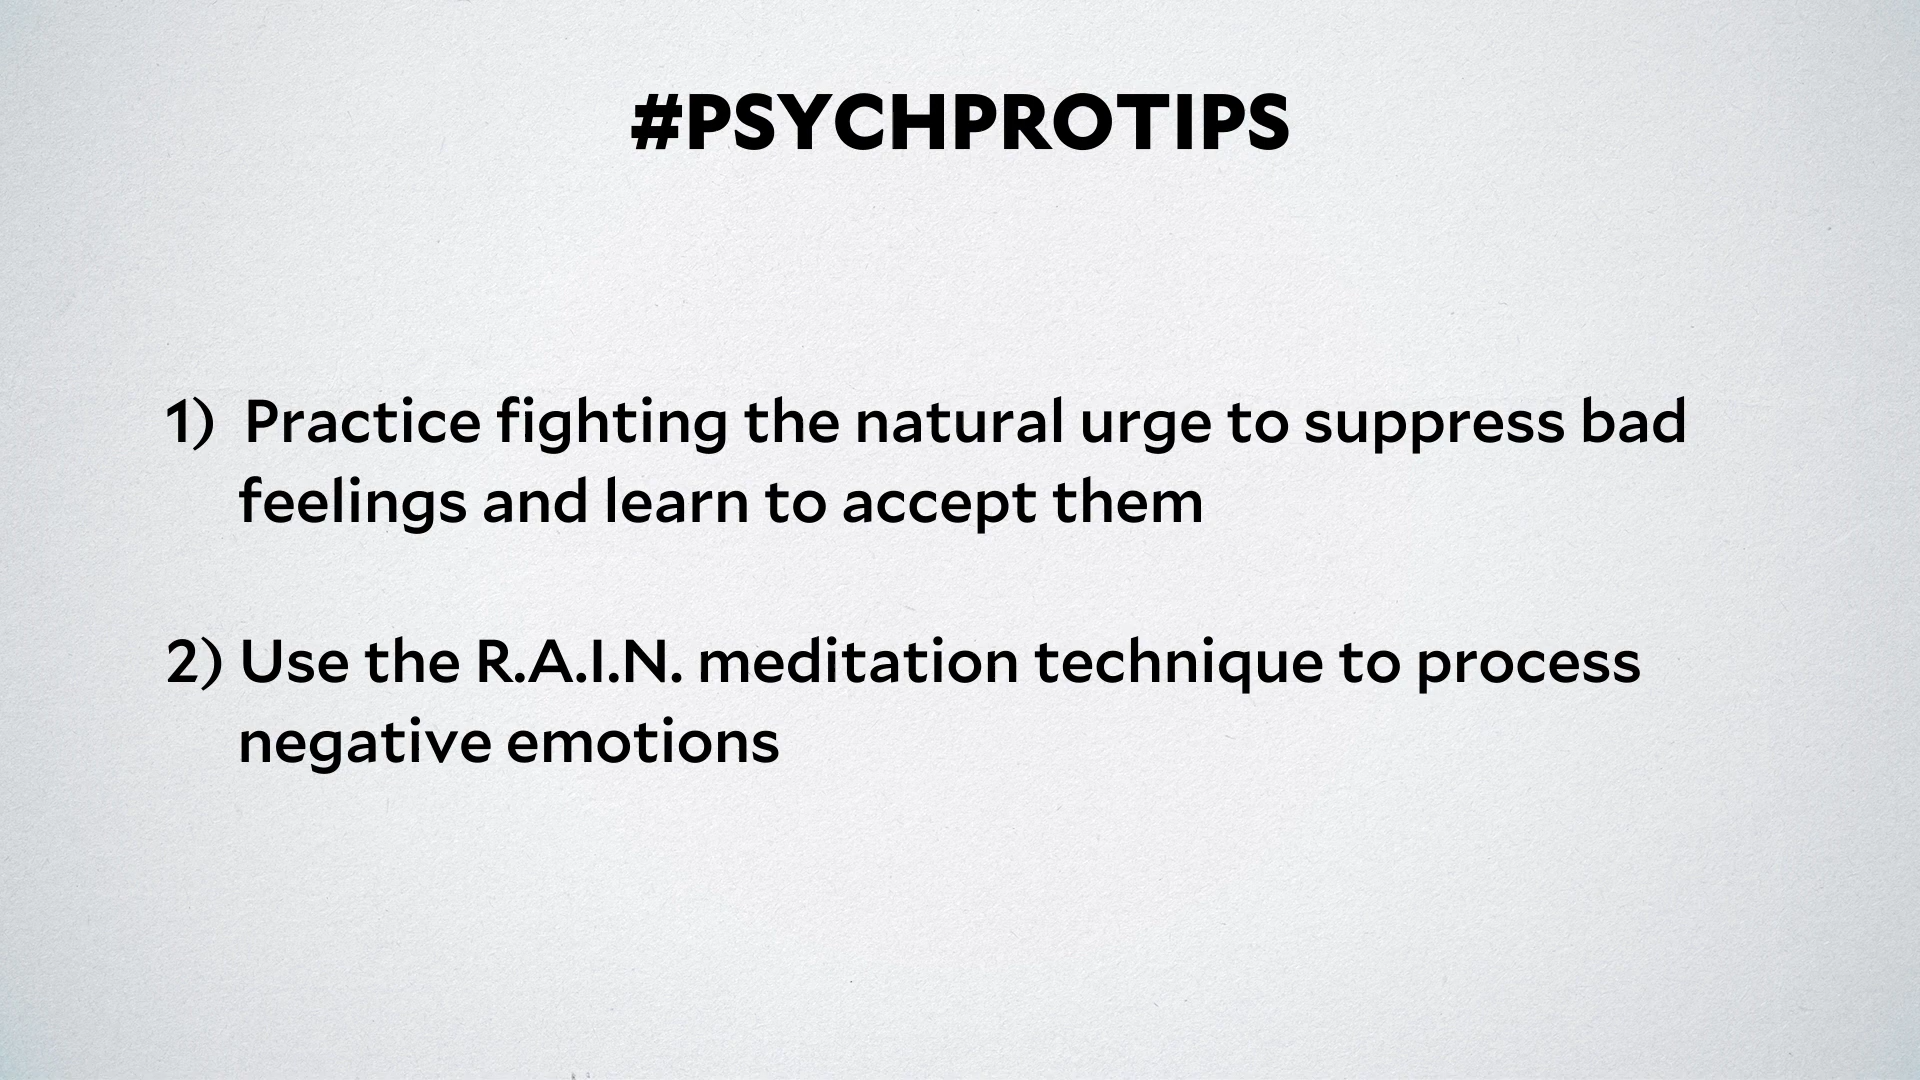 #PSYCHPROTIPS
1) Practice fighting the natural urge to suppress bad
feelings and learn to accept them
2) Use the R.A.I.N. meditation technique to process
negative emotions